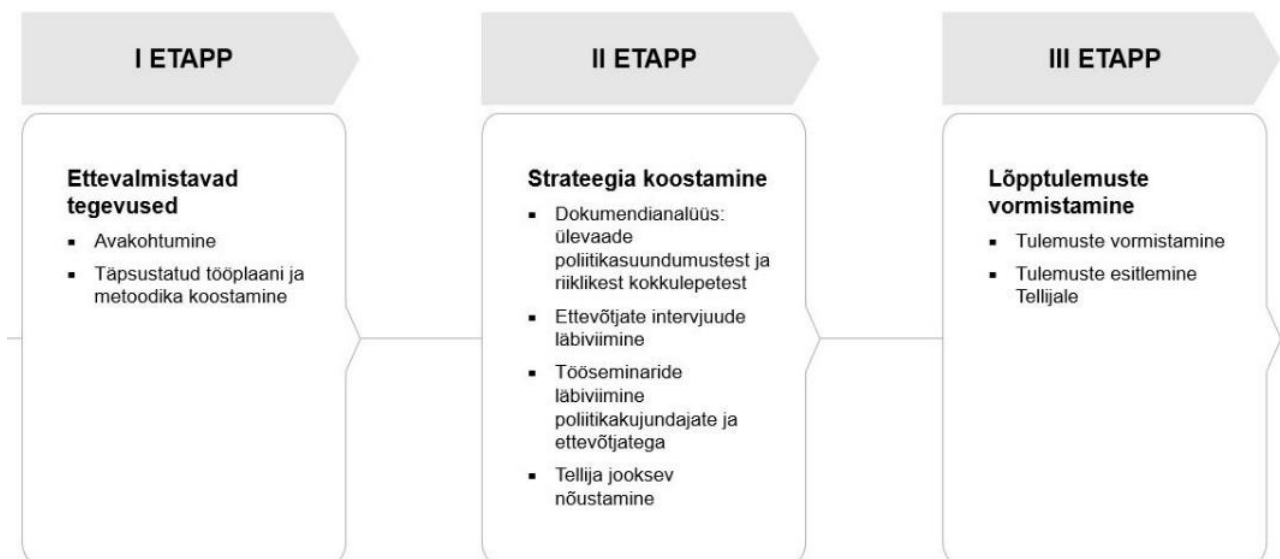 I ETAPP
Ettevalmistavad
tegevused
▪ Avakohtumine
▪ Täpsustatud tööplaani ja
metoodika koostamine
II ETAPP
Strateegia koostamine
▪ Dokumendianalüüs:
ülevaade
poliitikasuundumustest ja
riiklikest kokkulepetest
▪ Ettevõtjate intervjuude
läbiviimine
▪ Tööseminaride
läbiviimine
poliitikakujundajate ja
ettevõtjatega
▪ Tellija jooksev
nõustamine
III ETAPP
Lõpptulemuste
vormistamine
▪ Tulemuste vormistamine
▪ Tulemuste esitlemine
Tellijale